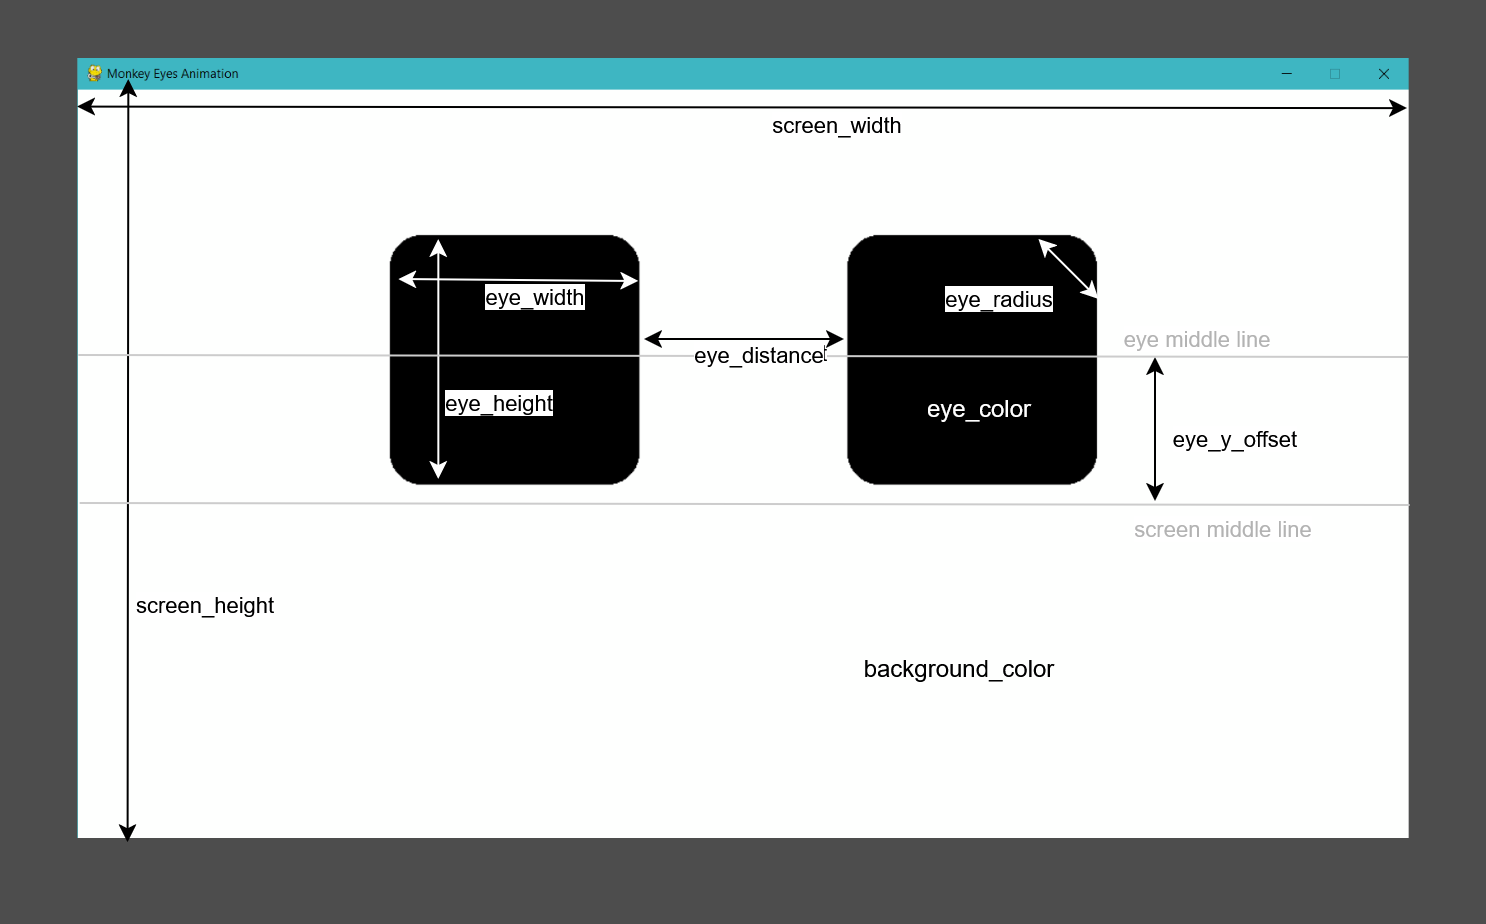 Monkey Eyes Animation
screen_width
eye_width
eye_radius
eye middle line
eye_distance
eye_height
eye_color
eye_y_offset
screen middle line
screen_height
background_color